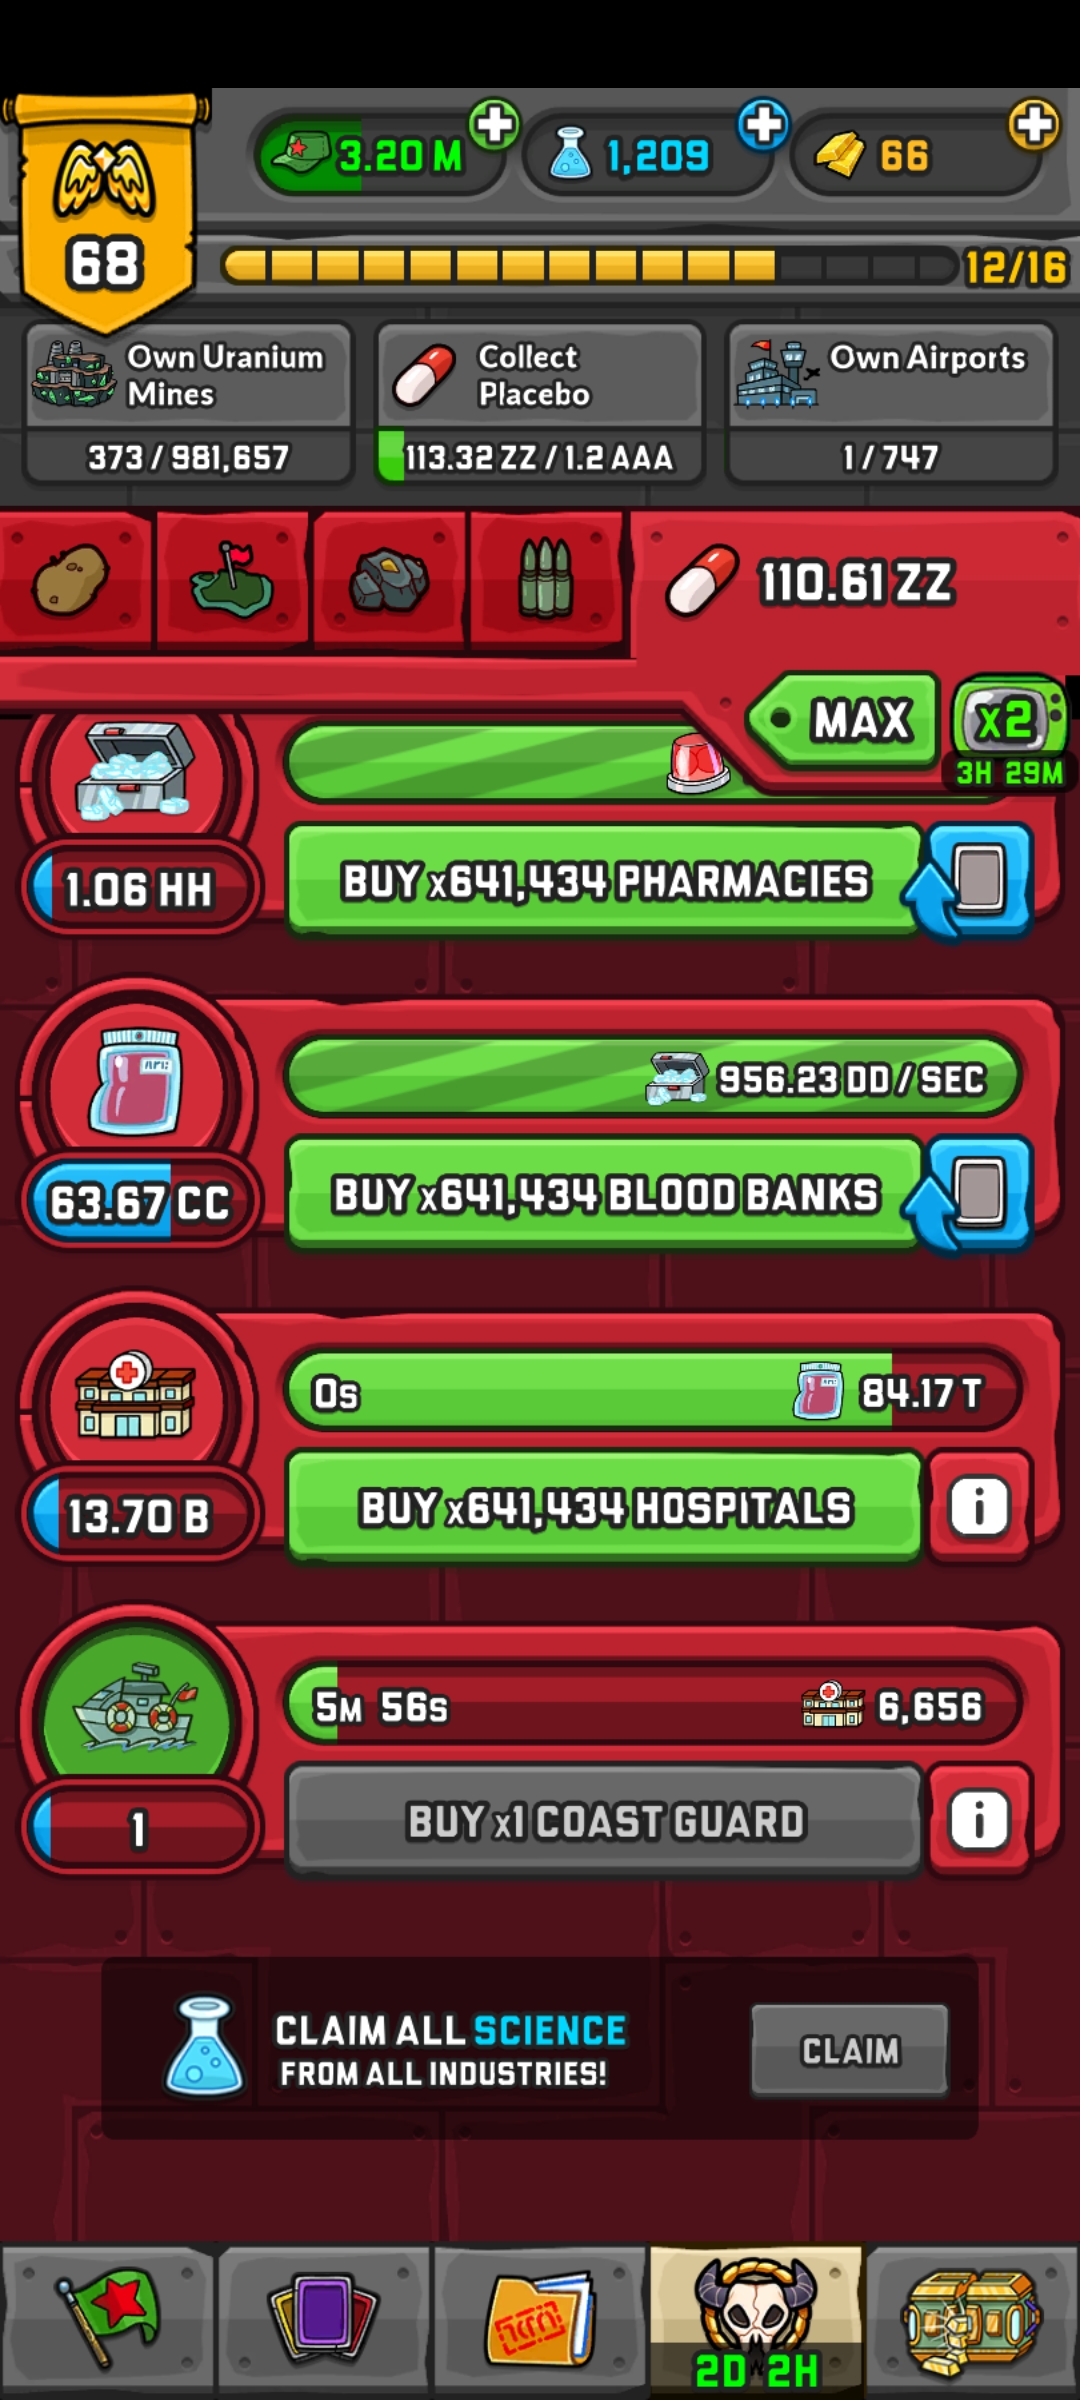 3.20 M
1,209
66
68
12/16
Own Uranium
Mines
373 / 981,657
Collect
Placebo
113.32 ZZ / 1.2 AAA
Own Airports
1 / 747
110.61 ZZ
MAX
x2
3H 29M
1.06 HH
BUY x641,434 PHARMACIES
956.23 DD / SEC
63.67 CC
BUY x641,434 BLOOD BANKS
0s
84.17 T
13.70 B
BUY x641,434 HOSPITALS
i
5M 56s
6,656
1
BUY x1 COAST GUARD
i
CLAIM ALL SCIENCE
FROM ALL INDUSTRIES!
CLAIM
2D 2H